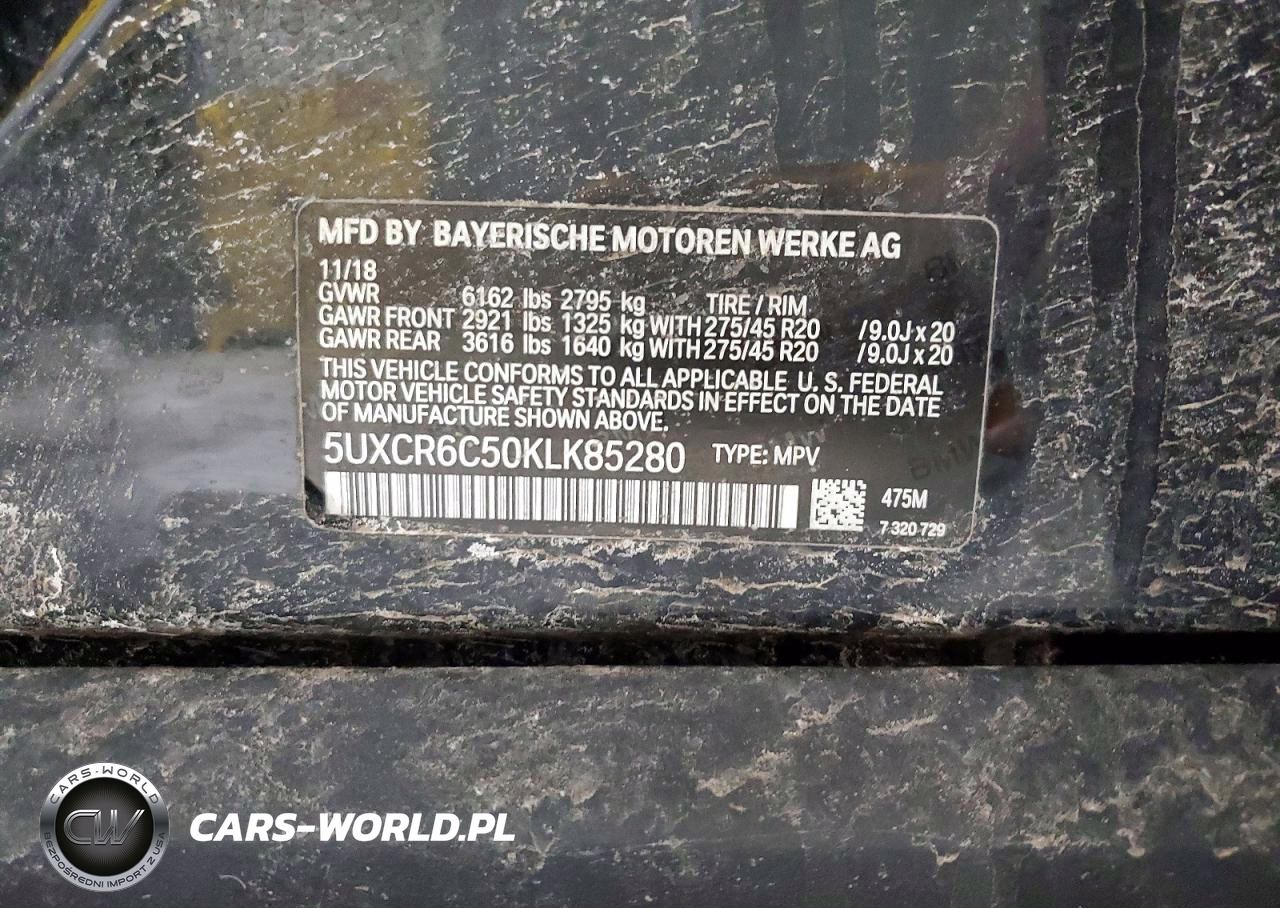 MFD BY BAYERISCHE MOTOREN WERKE AG
11/18
GVWR 6162 lbs 2795 kg TIRE / RIM
GAWR FRONT 2921 lbs 1325 kg WITH 275/45 R20 / 9.0J x 20
GAWR REAR 3616 lbs 1640 kg WITH 275/45 R20 / 9.0J x 20
THIS VEHICLE CONFORMS TO ALL APPLICABLE U. S. FEDERAL
MOTOR VEHICLE SAFETY STANDARDS IN EFFECT ON THE DATE
OF MANUFACTURE SHOWN ABOVE.
5UXCR6C50KLK85280 TYPE: MPV
475M
7 320 729
CARS-WORLD
CW
BEZPOŚREDNI IMPORT Z USA
CARS-WORLD.PL